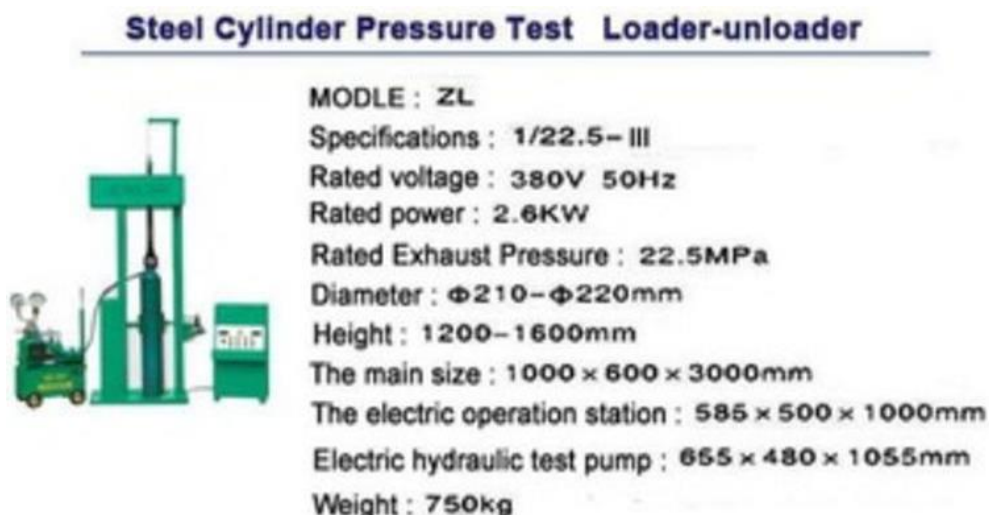 Steel Cylinder Pressure Test Loader-unloader
MODLE : ZL
Specifications : 1/22.5-III
Rated voltage : 380V 50Hz
Rated power : 2.6KW
Rated Exhaust Pressure : 22.5MPa
Diameter : Φ210-Φ220mm
Height : 1200-1600mm
The main size : 1000 × 600 × 3000mm
The electric operation station : 585 × 500 × 1000mm
Electric hydraulic test pump : 655 × 480 × 1055mm
Weight : 750kg